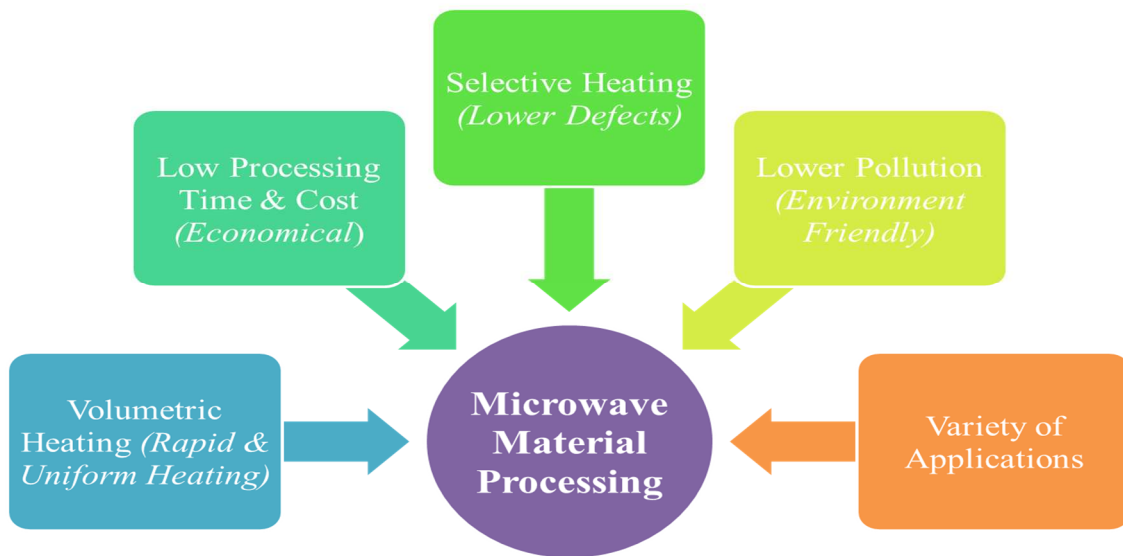 Selective Heating
(Lower Defects)
Low Processing
Time & Cost
(Economical)
Lower Pollution
(Environment
Friendly)
Volumetric
Heating (Rapid &
Uniform Heating)
Microwave
Material
Processing
Variety of
Applications